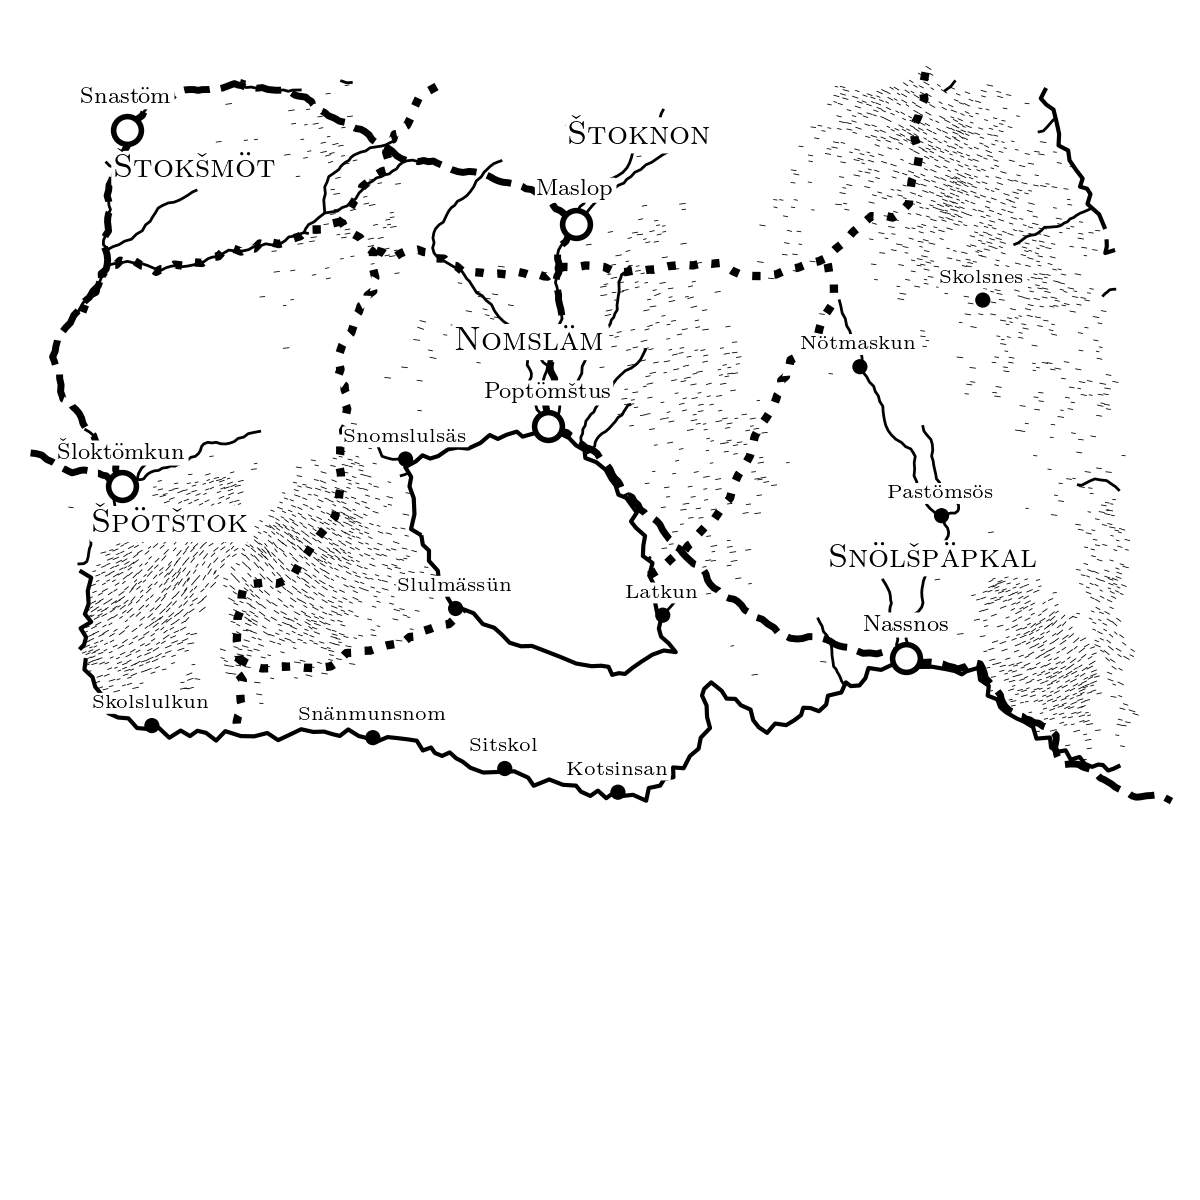 Snastöm
Štoknon
Štokšmöt
Maslop
Skolsnes
Nomsläm
Nötmaskun
Poptömštus
Snomslulsäs
Šloktömkun
Pastömsös
Špötštok
Snölšpäpkal
Slulmässün
Latkun
Nassnos
Skolslulkun
Snänmunsnom
Sitskol
Kotsinsan